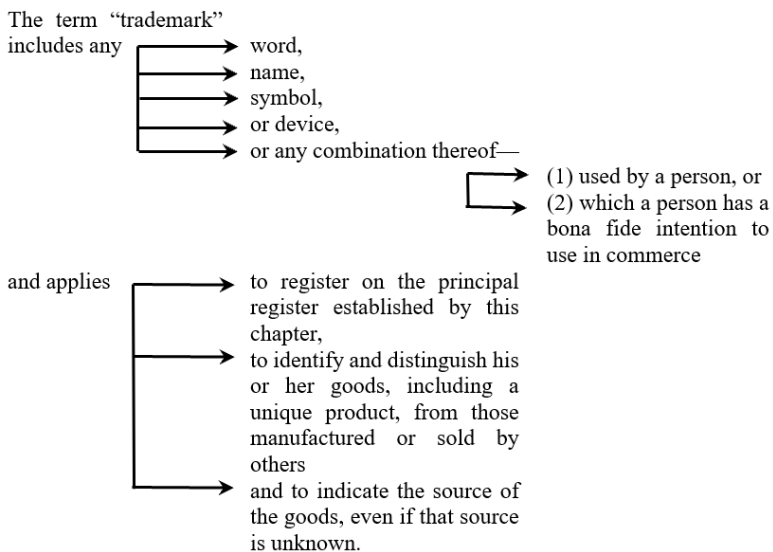 The term “trademark”
includes any word,
name,
symbol,
or device,
or any combination thereof—
(1) used by a person, or
(2) which a person has a
bona fide intention to
use in commerce
and applies to register on the principal
register established by this
chapter,
to identify and distinguish his
or her goods, including a
unique product, from those
manufactured or sold by
others
and to indicate the source of
the goods, even if that source
is unknown.